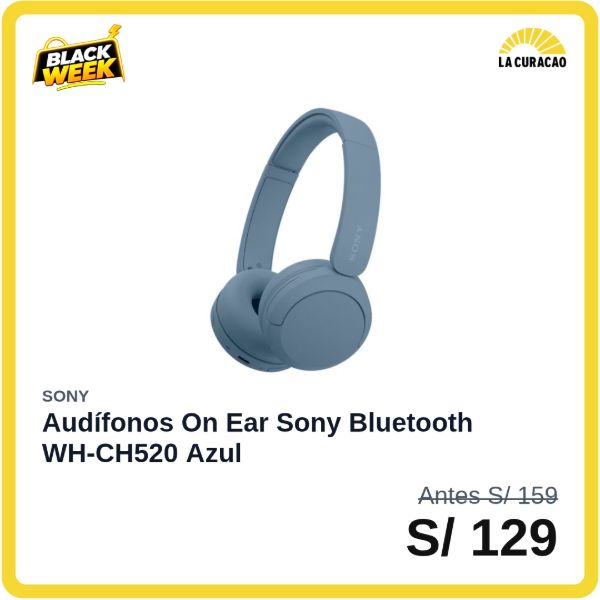 BLACK
WEEK
LA CURACAO
SONY
SONY
Audífonos On Ear Sony Bluetooth
WH-CH520 Azul
Antes S/ 159
S/ 129